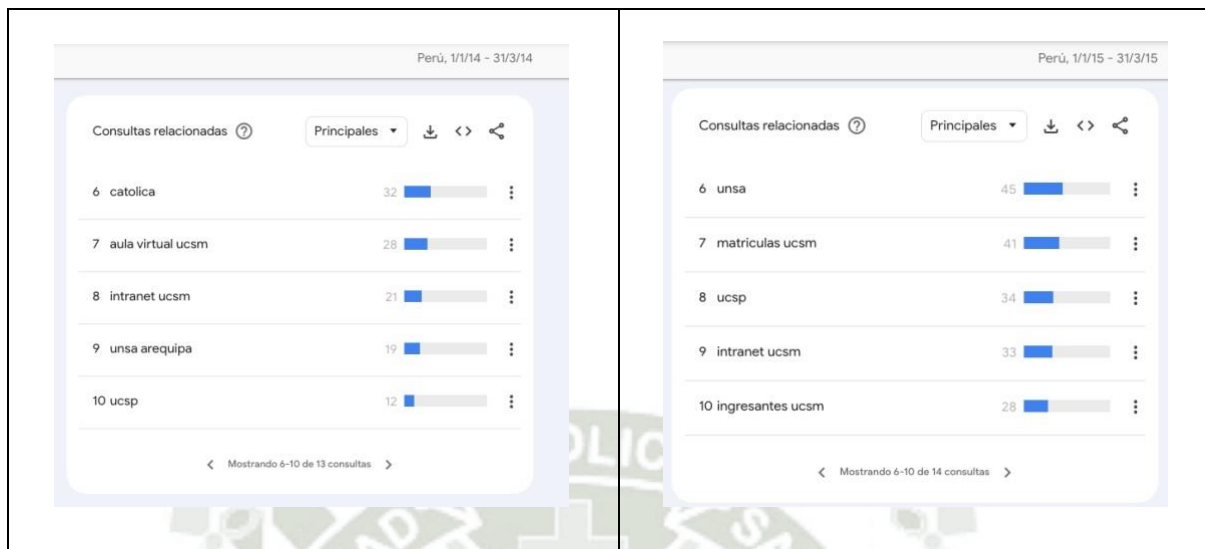 Perú, 1/1/14 - 31/3/14
Consultas relacionadas ?
Principales
6 catolica 32
7 aula virtual ucsm 28
8 intranet ucsm 21
9 unsa arequipa 19
10 ucsp 12
Mostrando 6-10 de 13 consultas
Perú, 1/1/15 - 31/3/15
Consultas relacionadas ?
Principales
6 unsa 45
7 matriculas ucsm 41
8 ucsp 34
9 intranet ucsm 33
10 ingresantes ucsm 28
Mostrando 6-10 de 14 consultas